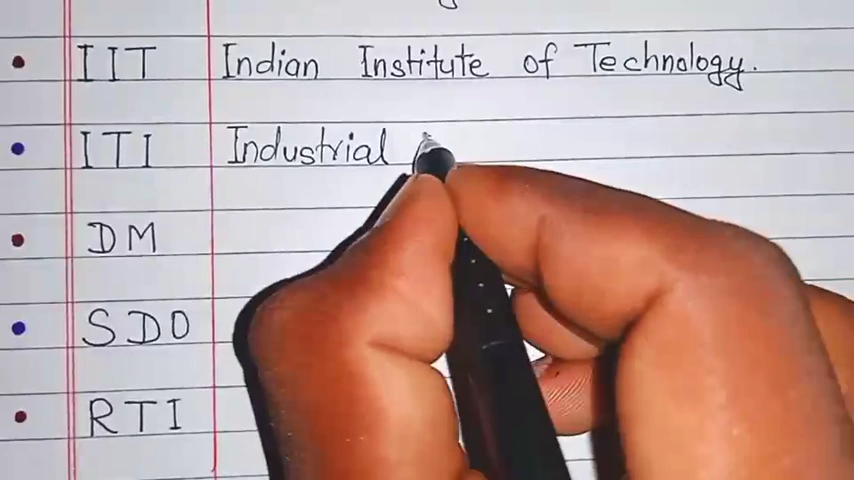 IIT Indian Institute of Technology.
ITI Industrial
DM
SDO
RTI